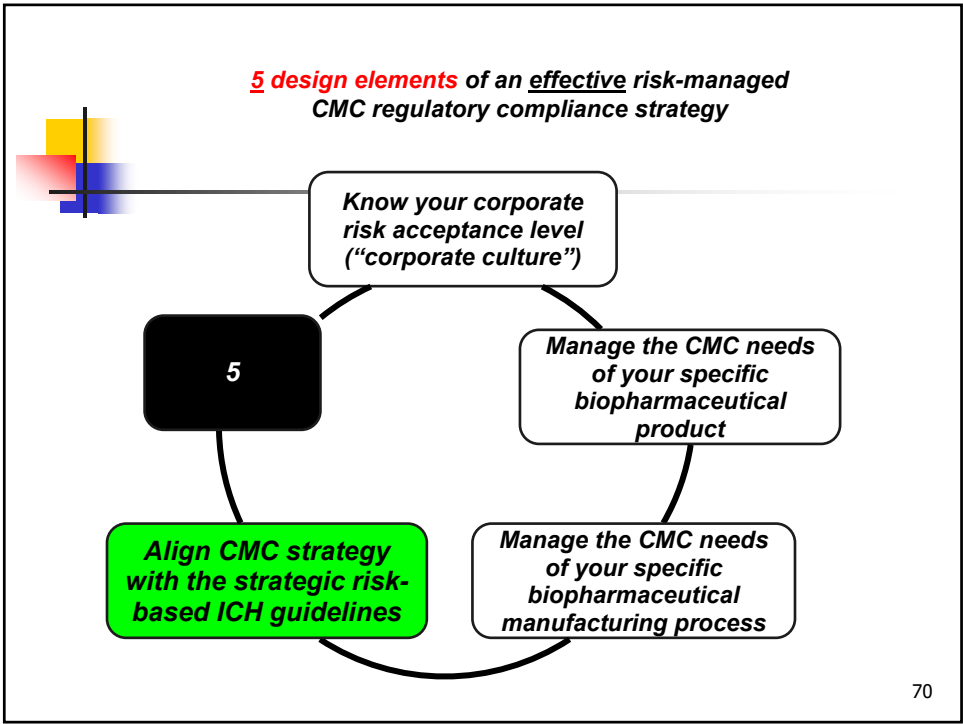 5 design elements of an effective risk-managed
CMC regulatory compliance strategy
Know your corporate
risk acceptance level
(“corporate culture”)
Manage the CMC needs
of your specific
biopharmaceutical
product
Manage the CMC needs
of your specific
biopharmaceutical
manufacturing process
Align CMC strategy
with the strategic risk-
based ICH guidelines
5
70